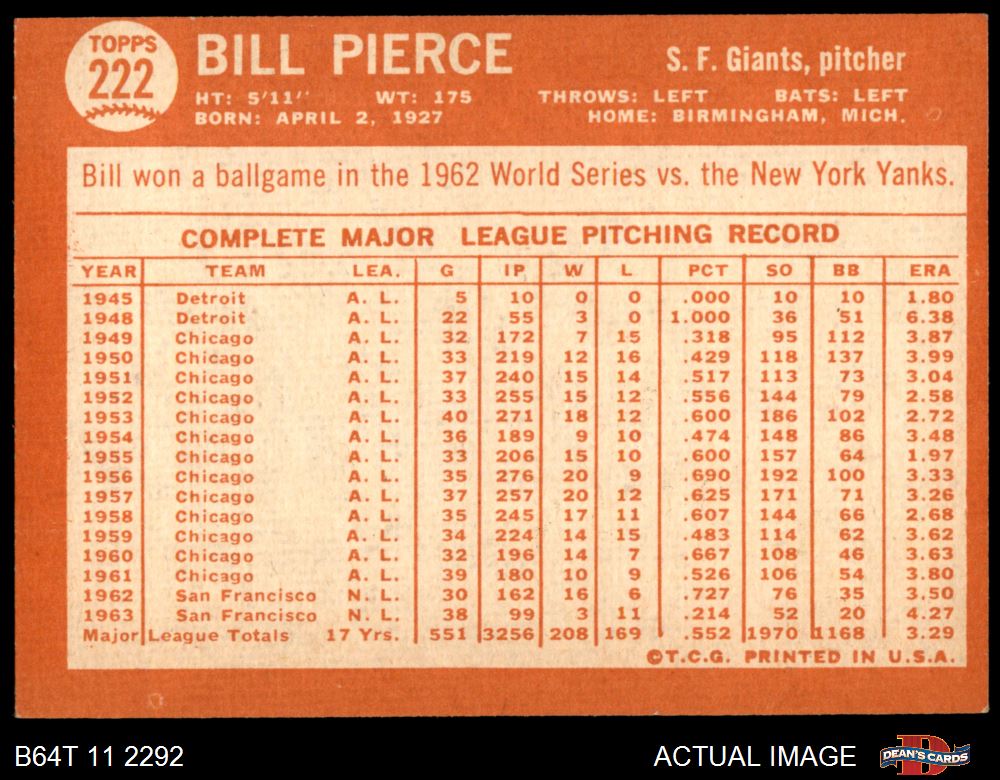 TOPPS
222
BILL PIERCE
S. F. Giants, pitcher
HT: 5'11'' WT: 175 THROWS: LEFT BATS: LEFT
BORN: APRIL 2, 1927 HOME: BIRMINGHAM, MICH.
Bill won a ballgame in the 1962 World Series vs. the New York Yanks.
COMPLETE MAJOR LEAGUE PITCHING RECORD
YEAR TEAM LEA. G IP W L PCT SO BB ERA
1945 Detroit A. L. 5 10 0 0 .000 10 10 1.80
1948 Detroit A. L. 22 55 3 0 1.000 36 51 6.38
1949 Chicago A. L. 32 172 7 15 .318 95 112 3.87
1950 Chicago A. L. 33 219 12 16 .429 118 137 3.99
1951 Chicago A. L. 37 240 15 14 .517 113 73 3.04
1952 Chicago A. L. 33 255 15 12 .556 144 79 2.58
1953 Chicago A. L. 40 271 18 12 .600 186 102 2.72
1954 Chicago A. L. 36 189 9 10 .474 148 86 3.48
1955 Chicago A. L. 33 206 15 10 .600 157 64 1.97
1956 Chicago A. L. 35 276 20 9 .690 192 100 3.33
1957 Chicago A. L. 37 257 20 12 .625 171 71 3.26
1958 Chicago A. L. 35 245 17 11 .607 144 66 2.68
1959 Chicago A. L. 34 224 14 15 .483 114 62 3.62
1960 Chicago A. L. 32 196 14 7 .667 108 46 3.63
1961 Chicago A. L. 39 180 10 9 .526 106 54 3.80
1962 San Francisco N. L. 30 162 16 6 .727 76 35 3.50
1963 San Francisco N. L. 38 99 3 11 .214 52 20 4.27
Major League Totals 17 Yrs. 551 3256 208 169 .552 1970 1168 3.29
©T.C.G. PRINTED IN U.S.A.
B64T 11 2292 ACTUAL IMAGE DEAN'S CARDS